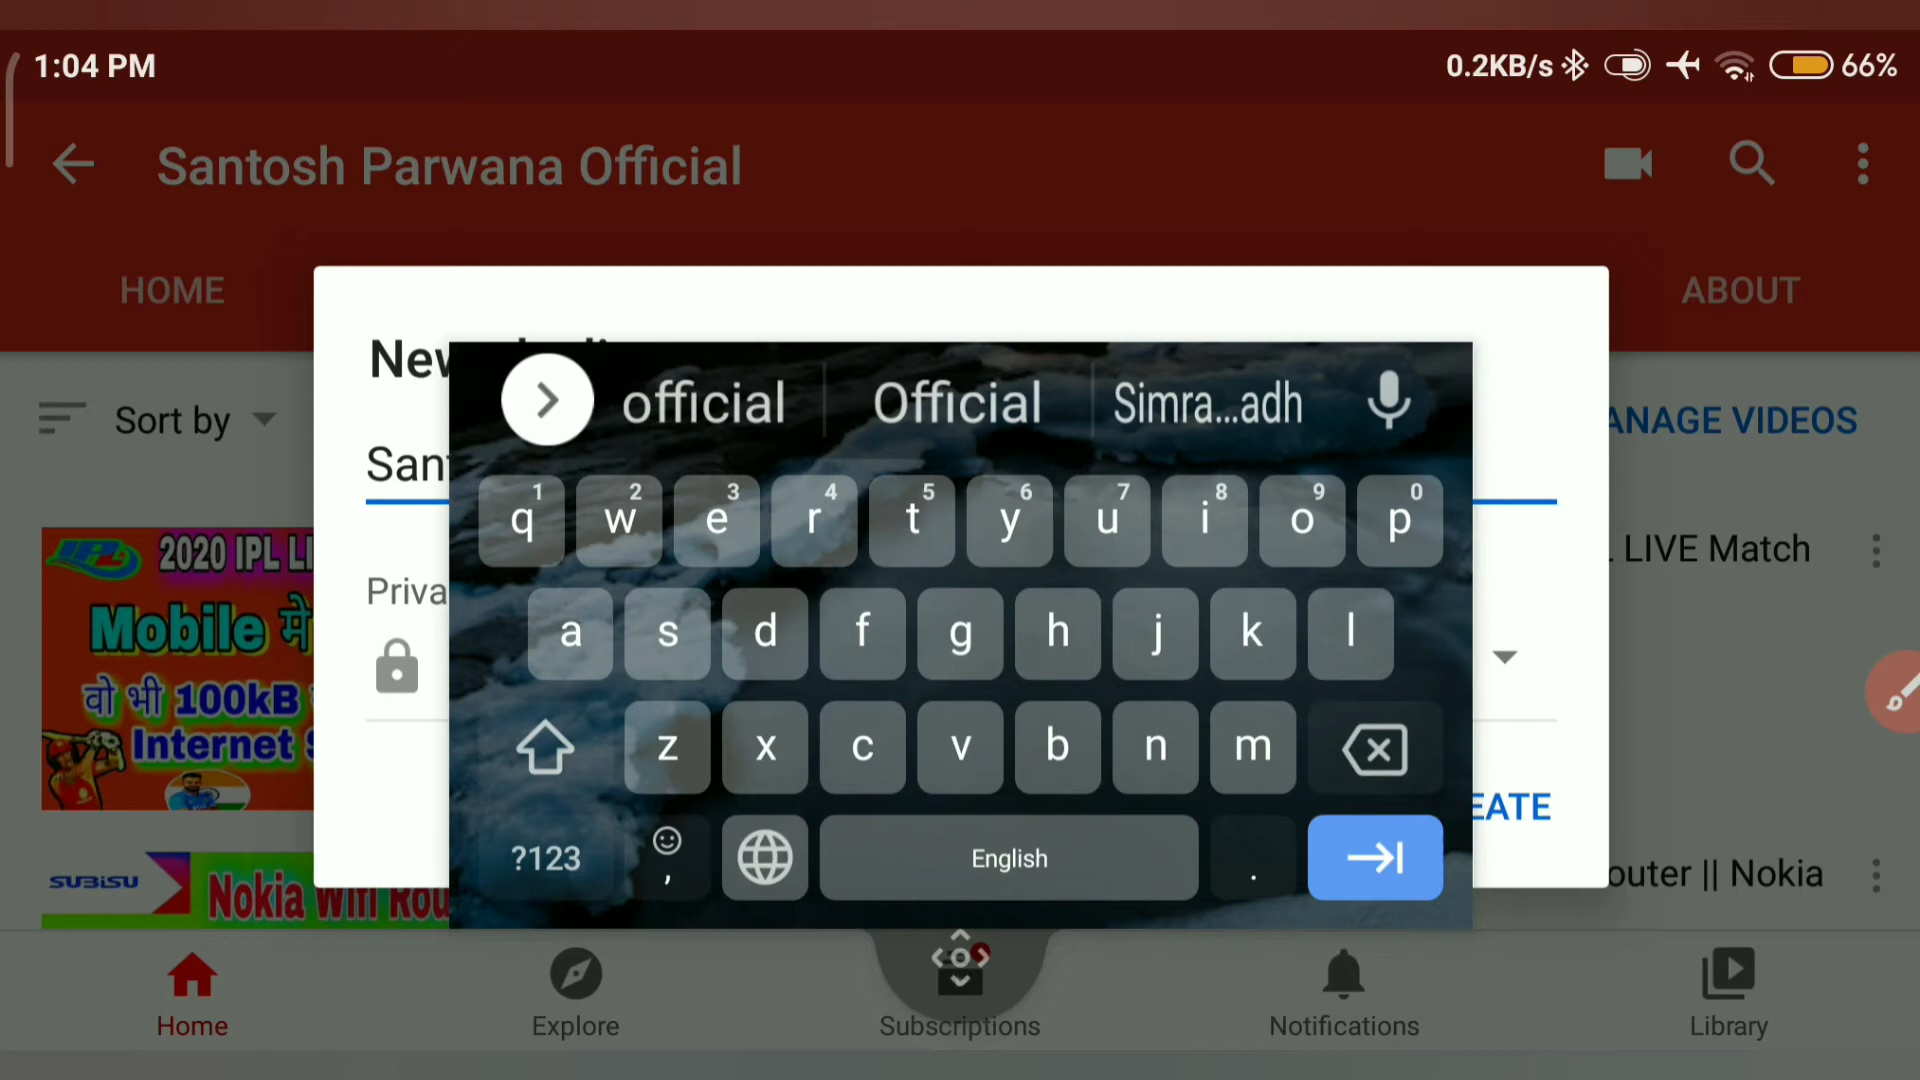 1:04 PM
0.2KB/s
66%
Santosh Parwana Official
HOME
ABOUT
New
Sort by
ANAGE VIDEOS
official
Official
Simra...adh
San
q 1 w 2 e 3 r 4 t 5 y 6 u 7 i 8 o 9 p 0
2020 IPL LI
LIVE Match
Priva
Mobile में
a s d f g h j k l
वो भी 100kB
Internet
z x c v b n m
EATE
?123
,
English
.
SUBISU
Nokia Wifi Rou
outer || Nokia
Home
Explore
Subscriptions
Notifications
Library